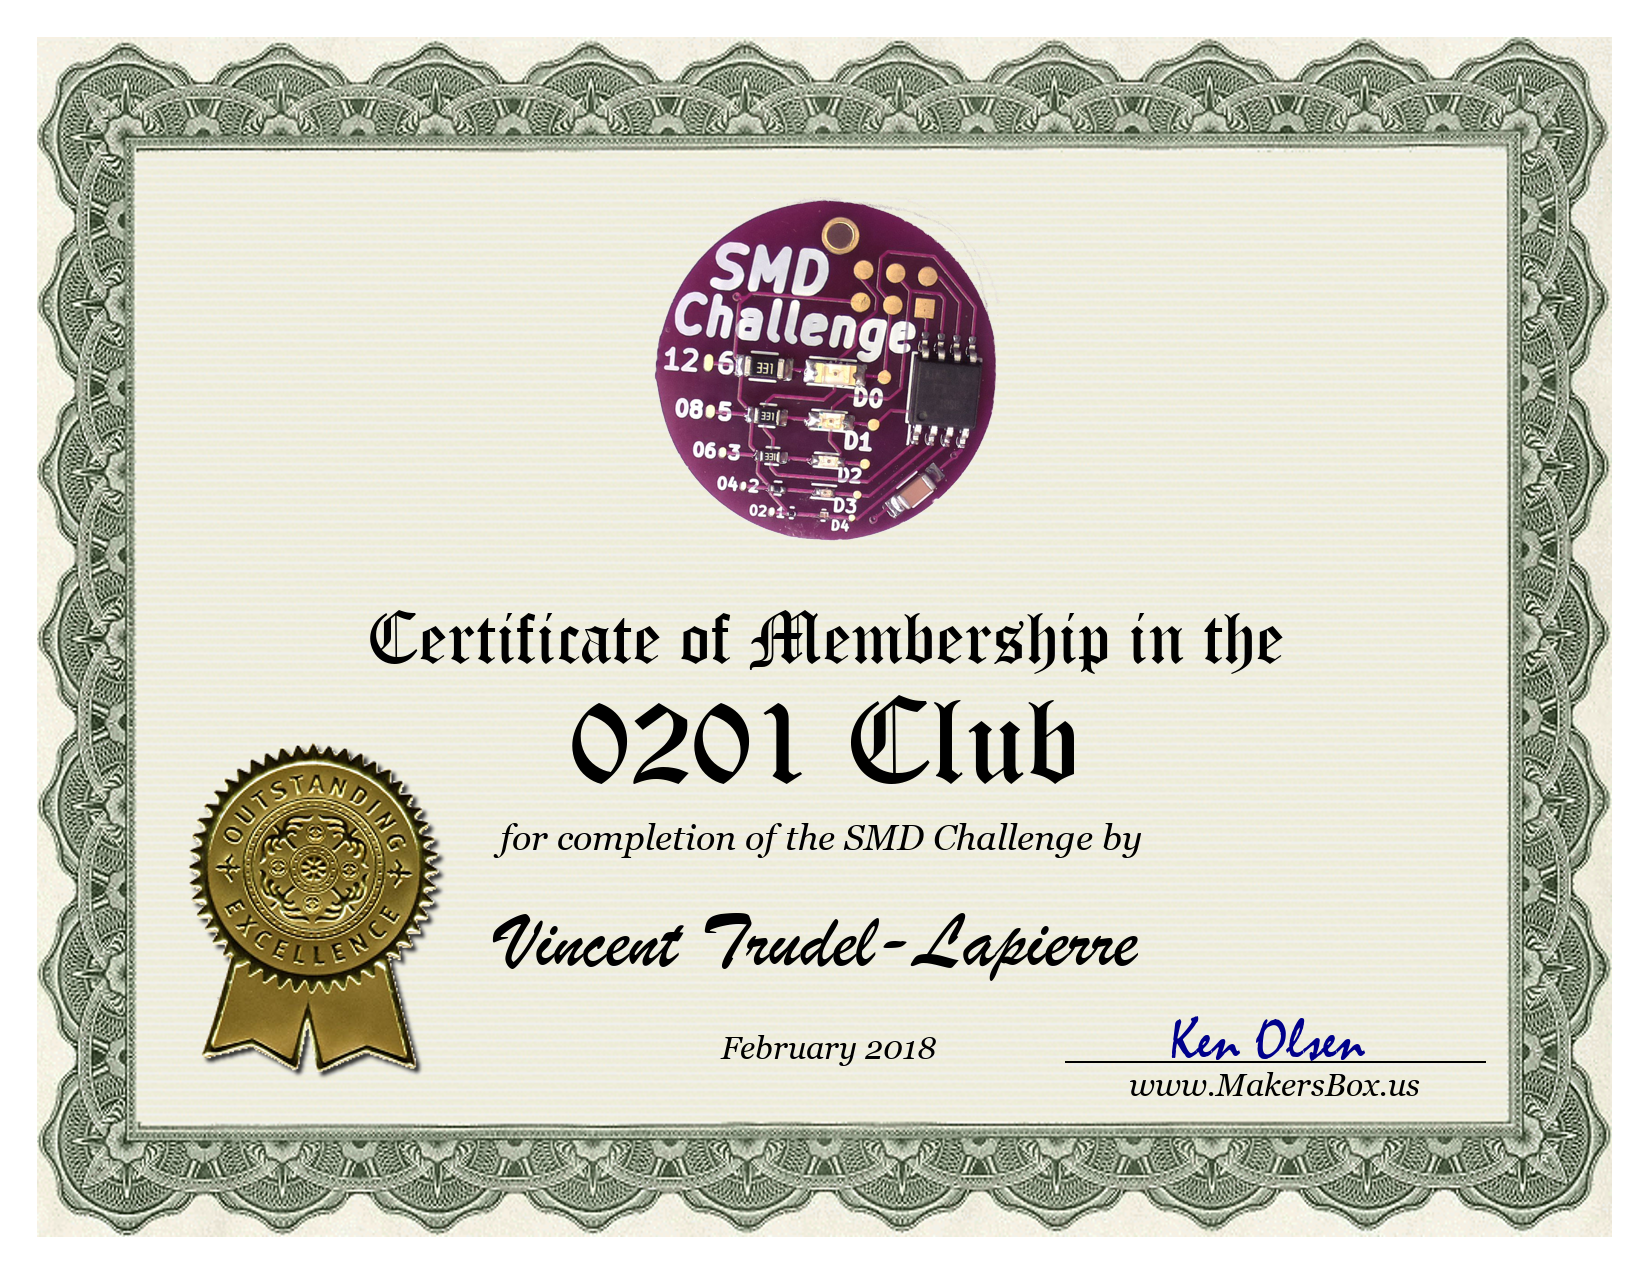 SMD
Challenge
12•6
331
D0
08•5
331
D1
06•3
331
D2
04•2
D3
02•1
D4
Certificate of Membership in the
0201 Club
for completion of the SMD Challenge by
OUTSTANDING
EXCELLENCE
Vincent Trudel-Lapierre
February 2018
Ken Olsen
www.MakersBox.us